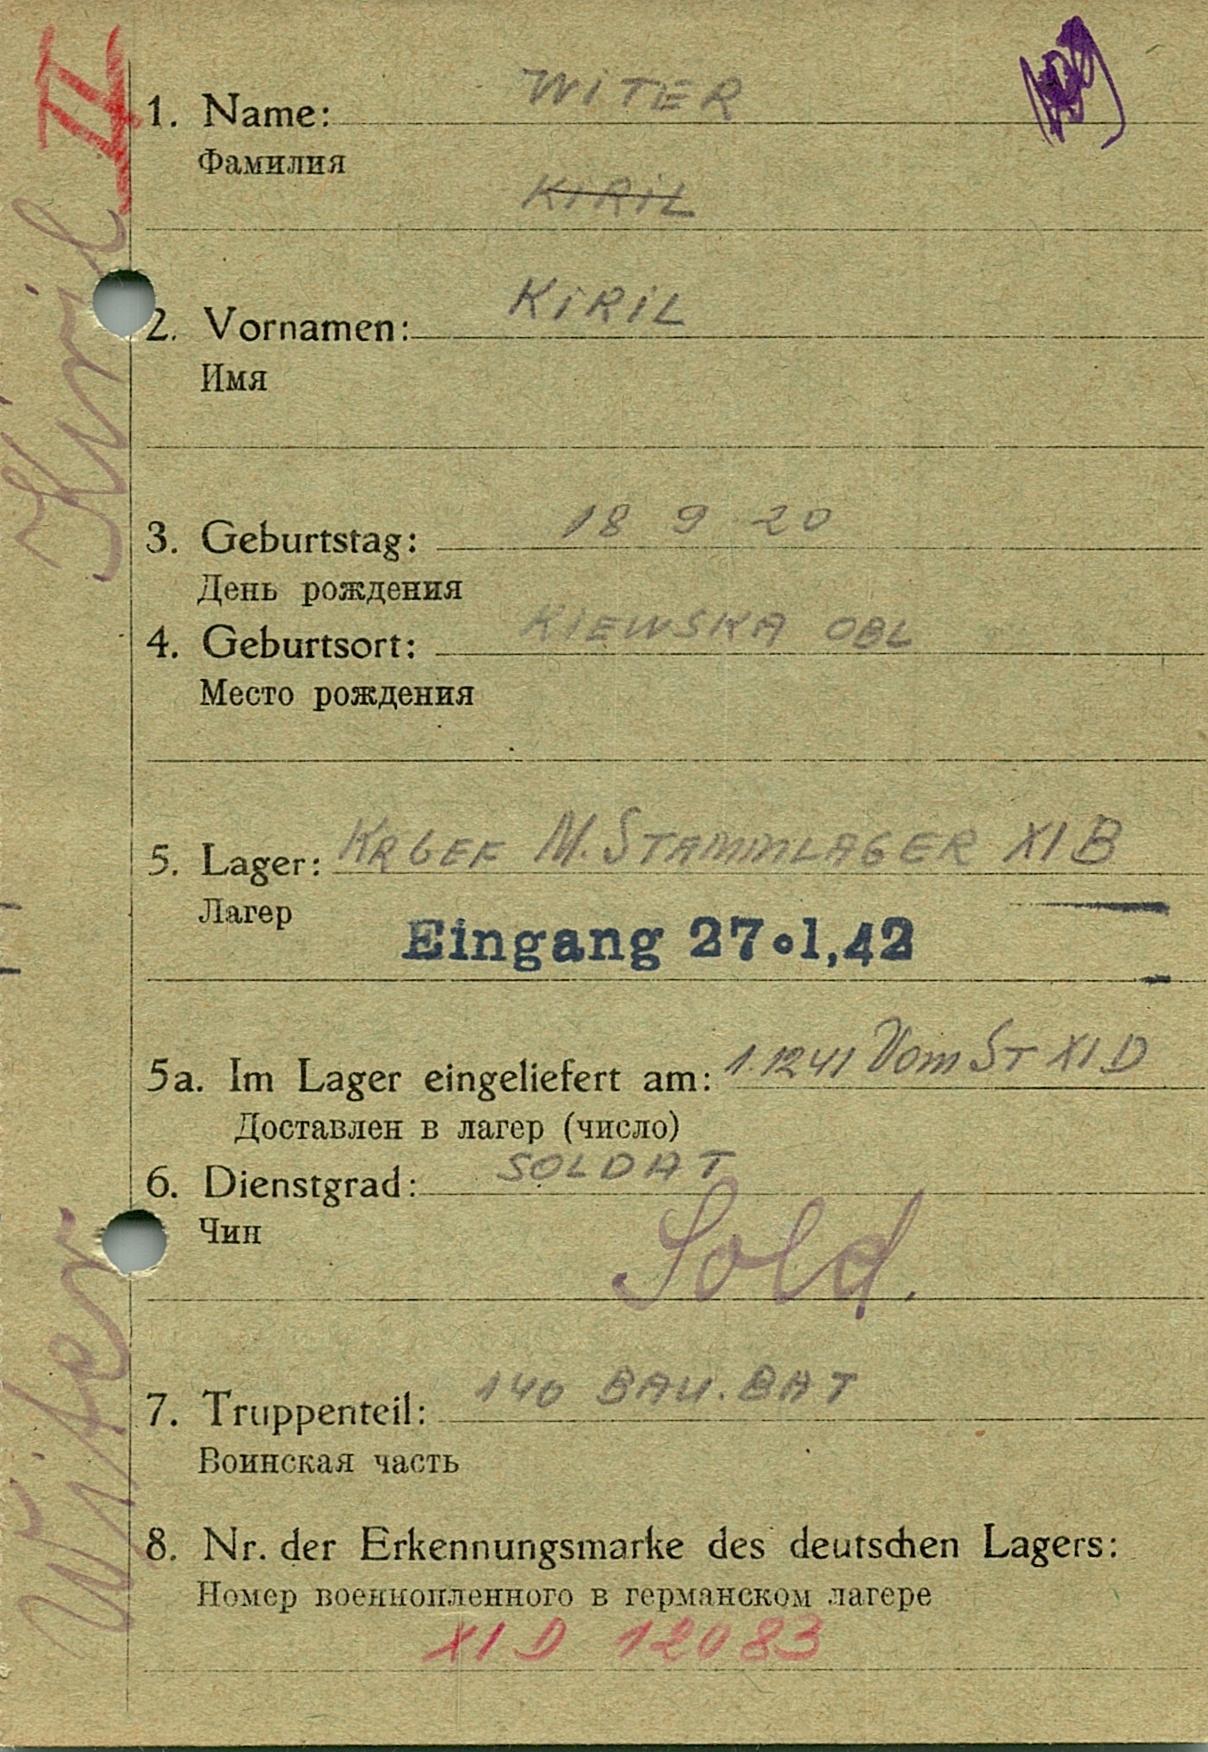 II
1. Name: WITER
Фамилия
KIRIL
2. Vornamen: KIRIL
Имя
3. Geburtstag: 18 9 20
День рождения
4. Geburtsort: KIEWSKA OBL
Место рождения
5. Lager: KRGEF M. STAMMLAGER XI B
Лагер
Eingang 27.1.42
5a. Im Lager eingeliefert am: 1.1241 Vom ST XI D
Доставлен в лагер (число)
6. Dienstgrad: SOLDAT
Чин
Sold.
7. Truppenteil: 140 BAU. BAT
Воинская часть
8. Nr. der Erkennungsmarke des deutschen Lagers:
Номер военнопленного в германском лагере
XI D 12083
Witer Kiril